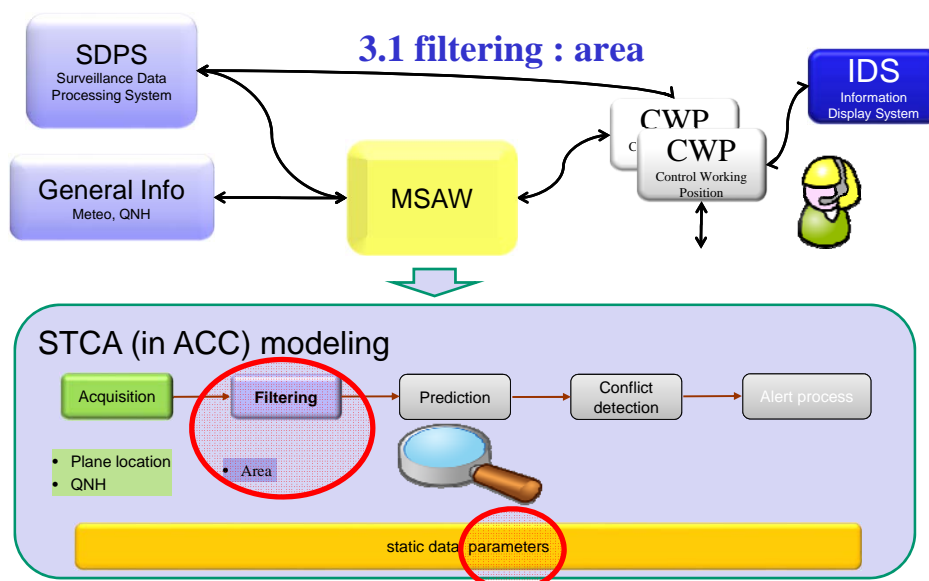 3.1 filtering : area
SDPS
Surveillance Data
Processing System
IDS
Information
Display System
CWP
C
CWP
Control Working
Position
General Info
Meteo, QNH
MSAW
STCA (in ACC) modeling
Acquisition
Filtering
Prediction
Conflict
detection
Alert process
• Plane location
• QNH
• Area
static data parameters